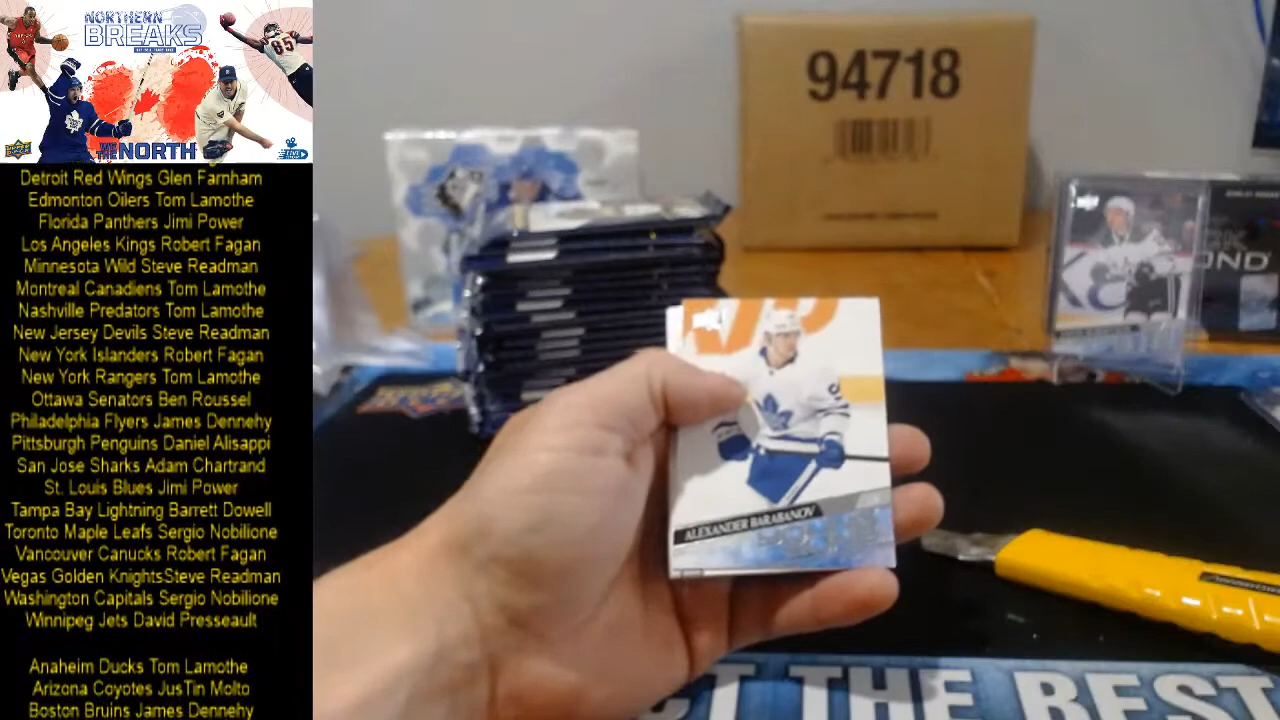 NORTHERN
BREAKS
85
WE THE NORTH
LIVE
Detroit Red Wings Glen Farnham
Edmonton Oilers Tom Lamothe
Florida Panthers Jimi Power
Los Angeles Kings Robert Fagan
Minnesota Wild Steve Readman
Montreal Canadiens Tom Lamothe
Nashville Predators Tom Lamothe
New Jersey Devils Steve Readman
New York Islanders Robert Fagan
New York Rangers Tom Lamothe
Ottawa Senators Ben Roussel
Philadelphia Flyers James Dennehy
Pittsburgh Penguins Daniel Alisappi
San Jose Sharks Adam Chartrand
St. Louis Blues Jimi Power
Tampa Bay Lightning Barrett Dowell
Toronto Maple Leafs Sergio Nobilione
Vancouver Canucks Robert Fagan
Vegas Golden KnightsSteve Readman
Washington Capitals Sergio Nobilione
Winnipeg Jets David Presseault
Anaheim Ducks Tom Lamothe
Arizona Coyotes JusTin Molto
Boston Bruins James Dennehy
94718
ALEXANDER BARABANOV
THE BEST